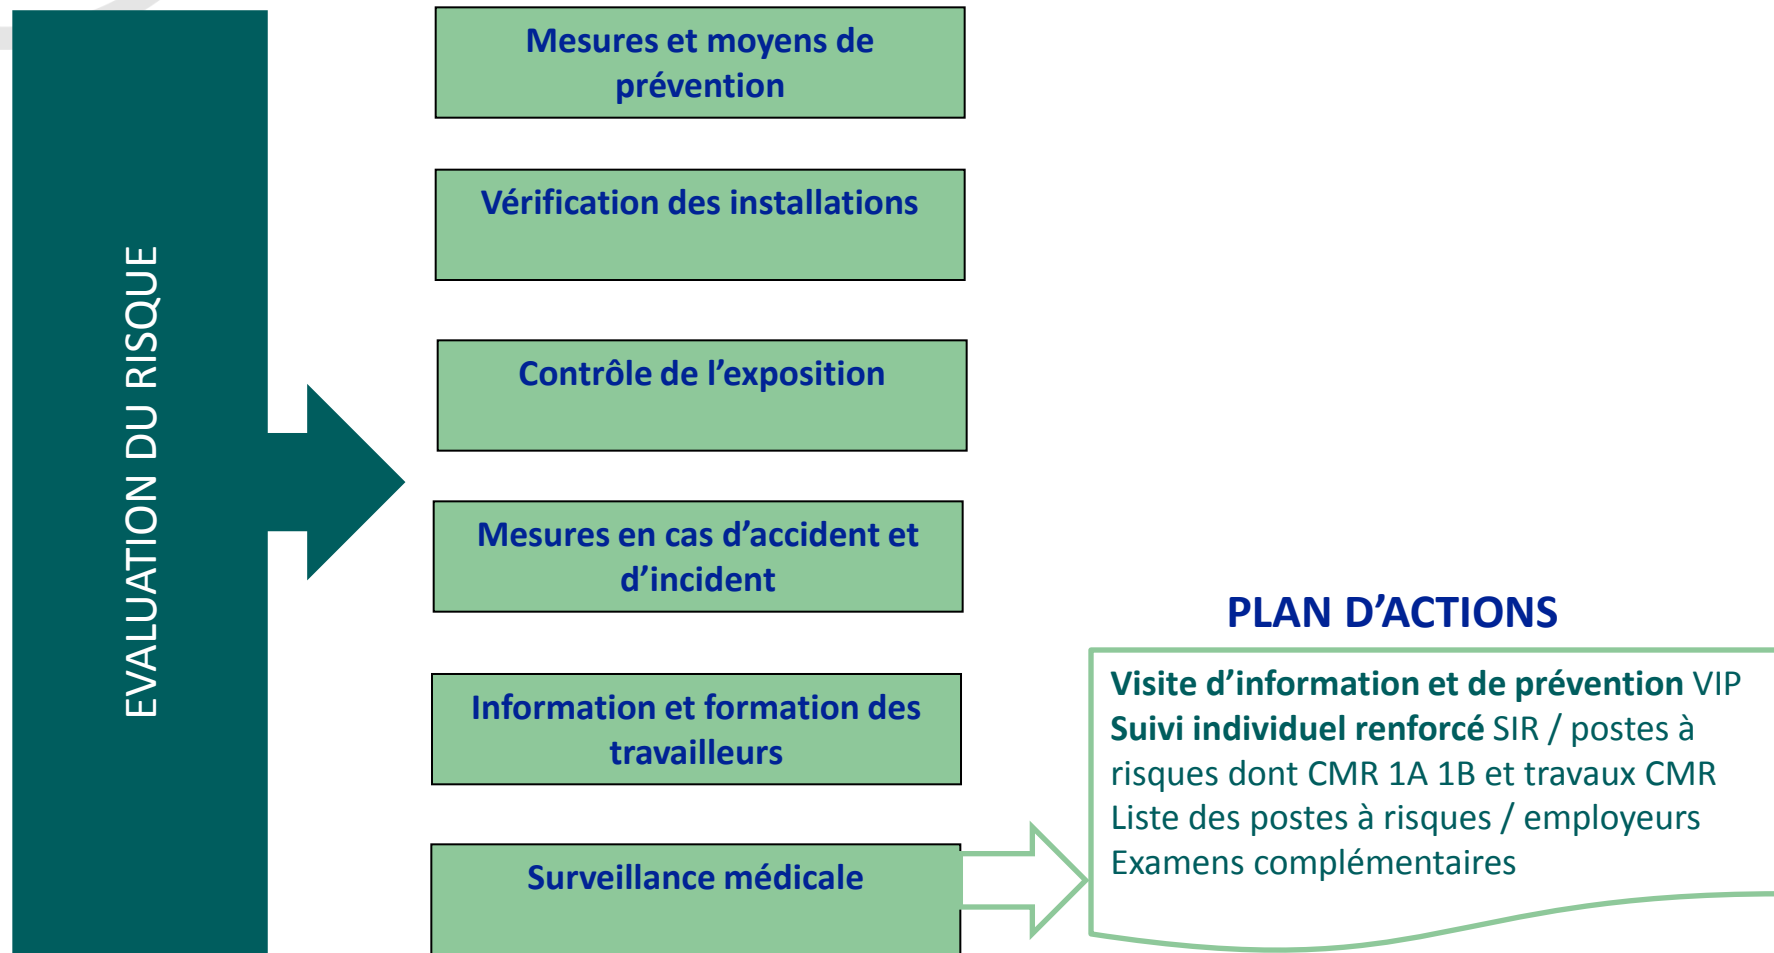 EVALUATION DU RISQUE
Mesures et moyens de
prévention
Vérification des installations
Contrôle de l’exposition
Mesures en cas d’accident et
d’incident
Information et formation des
travailleurs
Surveillance médicale
PLAN D’ACTIONS
Visite d’information et de prévention VIP
Suivi individuel renforcé SIR / postes à
risques dont CMR 1A 1B et travaux CMR
Liste des postes à risques / employeurs
Examens complémentaires